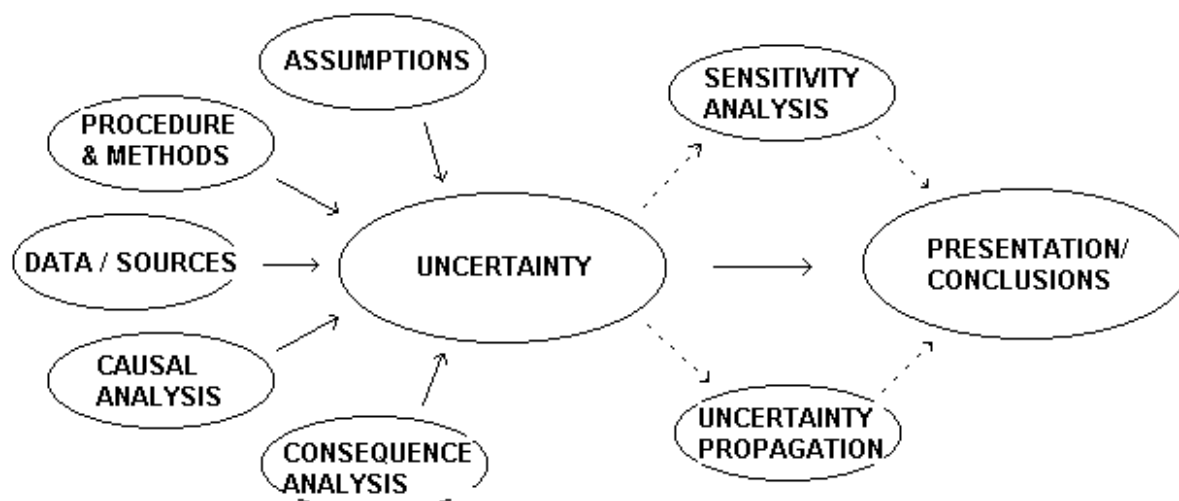 ASSUMPTIONS
PROCEDURE
& METHODS
DATA / SOURCES
CAUSAL
ANALYSIS
CONSEQUENCE
ANALYSIS
UNCERTAINTY
SENSITIVITY
ANALYSIS
UNCERTAINTY
PROPAGATION
PRESENTATION/
CONCLUSIONS